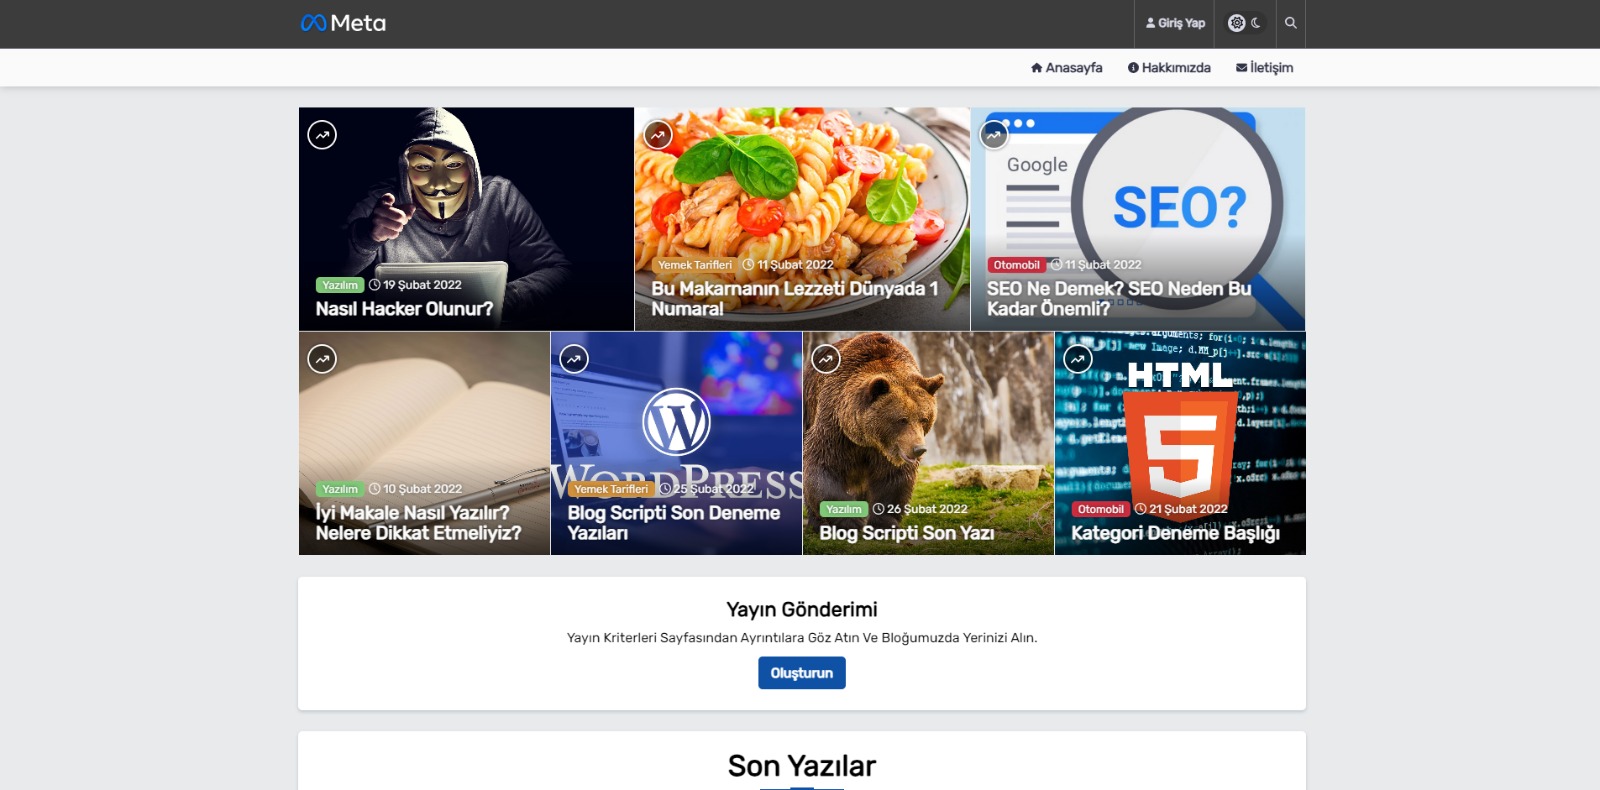 Meta
Giriş Yap
Anasayfa
Hakkımızda
İletişim
Yazılım
19 Şubat 2022
Nasıl Hacker Olunur?
Yemek Tarifleri
11 Şubat 2022
Bu Makarnanın Lezzeti Dünyada 1
Numara!
Google
SEO?
Otomobil
11 Şubat 2022
SEO Ne Demek? SEO Neden Bu
Kadar Önemli?
Yazılım
10 Şubat 2022
İyi Makale Nasıl Yazılır?
Nelere Dikkat Etmeliyiz?
WORDPRESS
Yemek Tarifleri
25 Şubat 2022
Blog Scripti Son Deneme
Yazıları
Yazılım
26 Şubat 2022
Blog Scripti Son Yazı
HTML
5
Otomobil
21 Şubat 2022
Kategori Deneme Başlığı
Yayın Gönderimi
Yayın Kriterleri Sayfasından Ayrıntılara Göz Atın Ve Bloğumuzda Yerinizi Alın.
Oluşturun
Son Yazılar